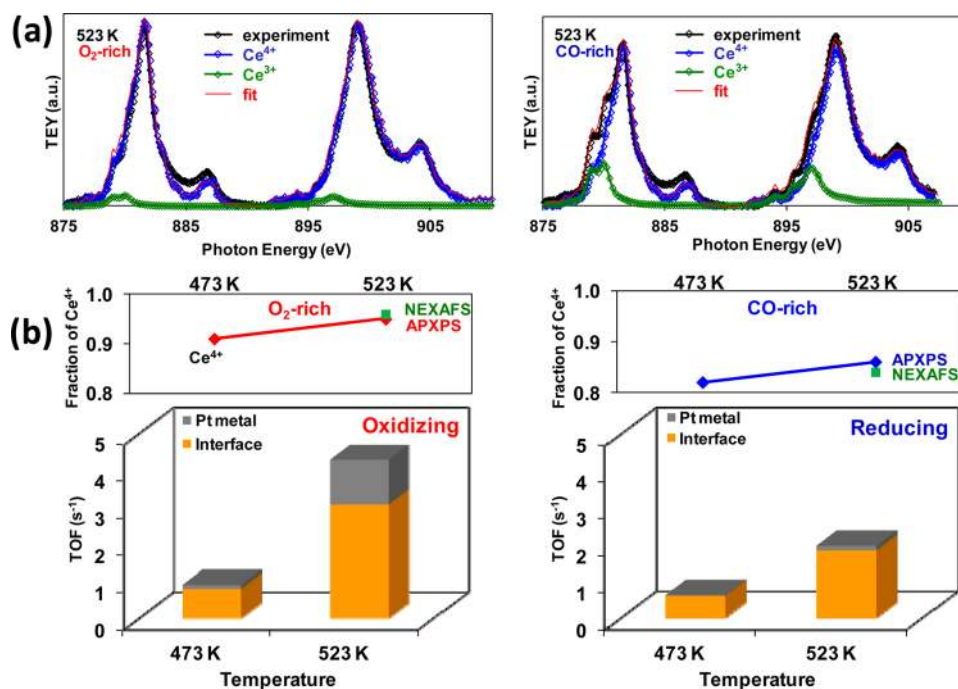 (a)
523 K
O₂-rich
experiment
Ce⁴⁺
Ce³⁺
fit
TEY (a.u.)
875 885 895 905
Photon Energy (eV)
523 K
CO-rich
experiment
Ce⁴⁺
Ce³⁺
fit
TEY (a.u.)
875 885 895 905
Photon Energy (eV)
(b)
473 K 523 K
Fraction of Ce⁴⁺
1.0
0.9
0.8
O₂-rich
NEXAFS
APXPS
Ce⁴⁺
473 K 523 K
Fraction of Ce⁴⁺
1.0
0.9
0.8
CO-rich
APXPS
NEXAFS
Pt metal
Interface
Oxidizing
TOF (s⁻¹)
5
4
3
2
1
0
473 K 523 K
Temperature
Pt metal
Interface
Reducing
TOF (s⁻¹)
5
4
3
2
1
0
473 K 523 K
Temperature